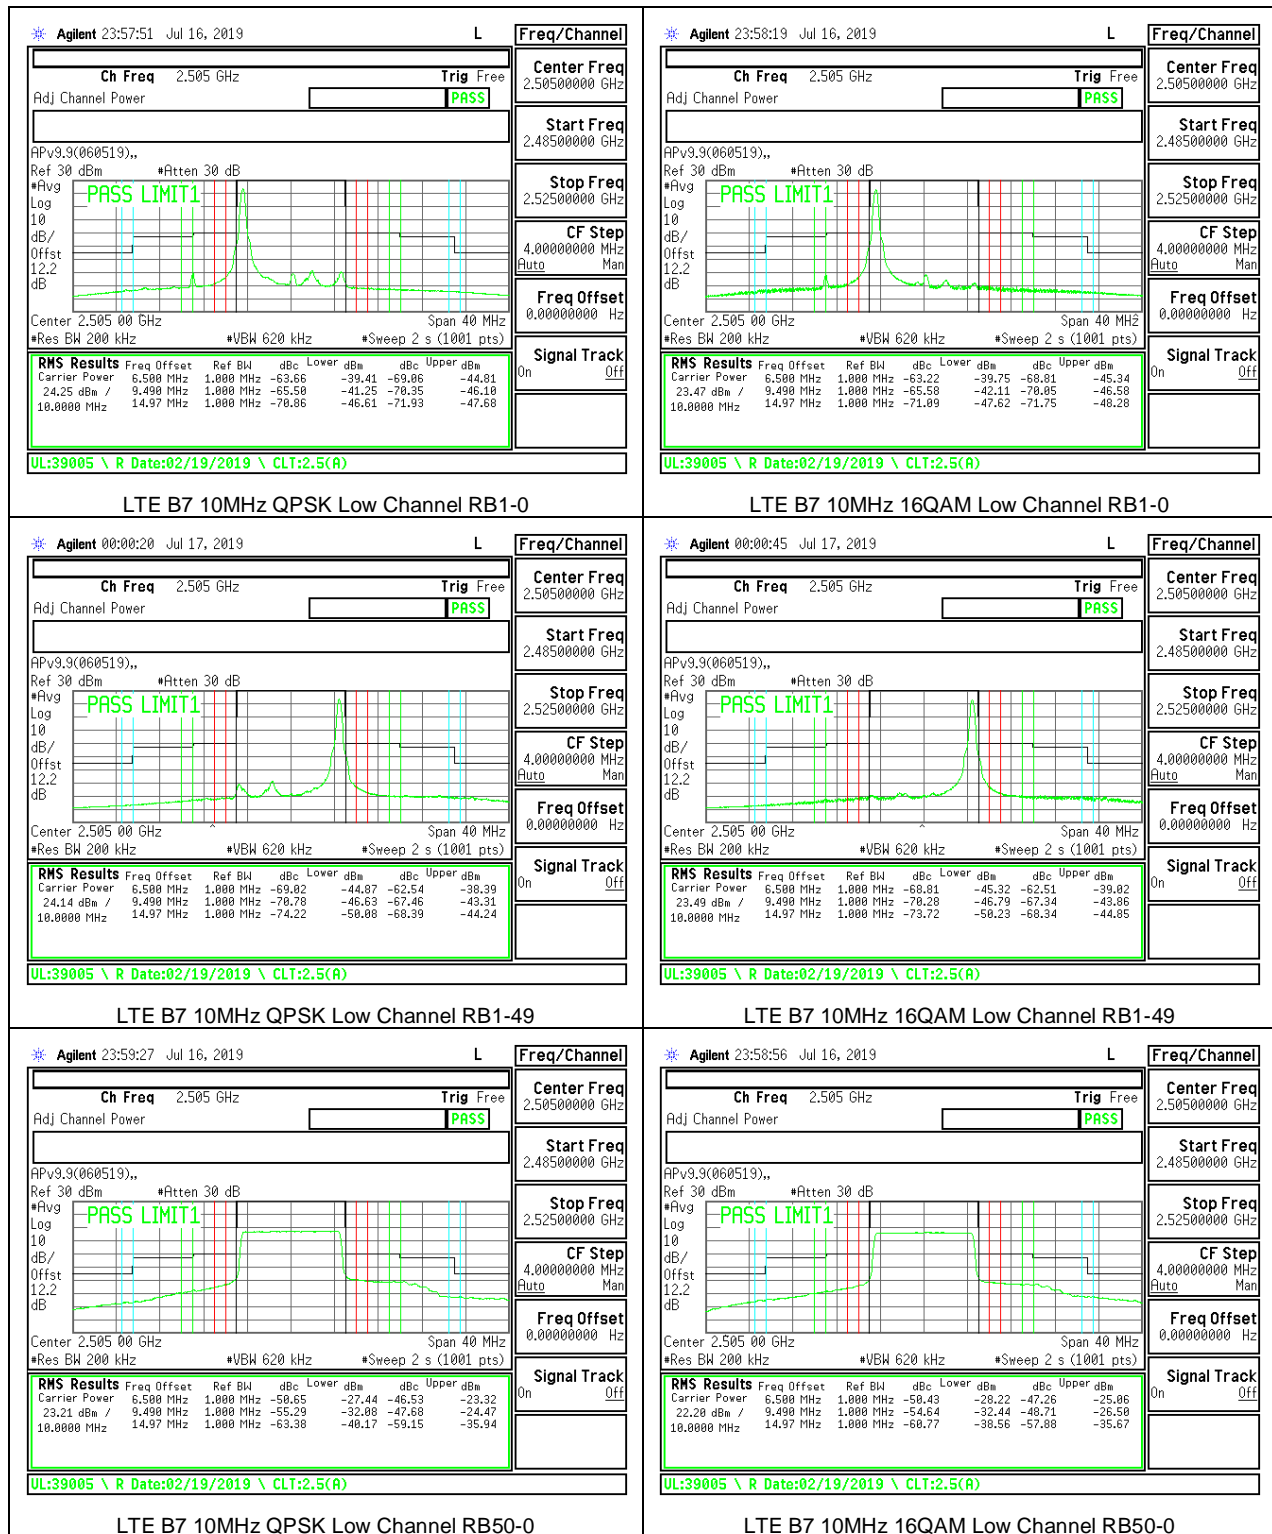 Agilent 23:57:51 Jul 16, 2019 L Freq/Channel
Ch Freq 2.505 GHz Trig Free
Adj Channel Power PASS
APv9.9(060519),,
Ref 30 dBm #Atten 30 dB
#Avg
Log
10
dB/
Offst
12.2
dB
PASS LIMIT1
Center 2.505 00 GHz Span 40 MHz
#Res BW 200 kHz #VBW 620 kHz #Sweep 2 s (1001 pts)
RMS Results Freq Offset Ref BW dBc Lower dBm dBc Upper dBm
Carrier Power 6.500 MHz 1.000 MHz -63.66 -39.41 -69.06 -44.81
24.25 dBm / 9.490 MHz 1.000 MHz -65.50 -41.25 -70.35 -46.10
10.0000 MHz 14.97 MHz 1.000 MHz -70.86 -46.61 -71.93 -47.68
UL:39005 \ R Date:02/19/2019 \ CLT:2.5(A)
Center Freq
2.50500000 GHz
Start Freq
2.48500000 GHz
Stop Freq
2.52500000 GHz
CF Step
4.00000000 MHz
Auto Man
Freq Offset
0.00000000 Hz
Signal Track
On Off
LTE B7 10MHz QPSK Low Channel RB1-0
Agilent 23:58:19 Jul 16, 2019 L Freq/Channel
Ch Freq 2.505 GHz Trig Free
Adj Channel Power PASS
APv9.9(060519),,
Ref 30 dBm #Atten 30 dB
#Avg
Log
10
dB/
Offst
12.2
dB
PASS LIMIT1
Center 2.505 00 GHz Span 40 MHz
#Res BW 200 kHz #VBW 620 kHz #Sweep 2 s (1001 pts)
RMS Results Freq Offset Ref BW dBc Lower dBm dBc Upper dBm
Carrier Power 6.500 MHz 1.000 MHz -63.22 -39.75 -68.81 -45.34
23.47 dBm / 9.490 MHz 1.000 MHz -65.58 -42.11 -70.05 -46.58
10.0000 MHz 14.97 MHz 1.000 MHz -71.09 -47.62 -71.75 -48.28
UL:39005 \ R Date:02/19/2019 \ CLT:2.5(A)
Center Freq
2.50500000 GHz
Start Freq
2.48500000 GHz
Stop Freq
2.52500000 GHz
CF Step
4.00000000 MHz
Auto Man
Freq Offset
0.00000000 Hz
Signal Track
On Off
LTE B7 10MHz 16QAM Low Channel RB1-0
Agilent 00:00:20 Jul 17, 2019 L Freq/Channel
Ch Freq 2.505 GHz Trig Free
Adj Channel Power PASS
APv9.9(060519),,
Ref 30 dBm #Atten 30 dB
#Avg
Log
10
dB/
Offst
12.2
dB
PASS LIMIT1
Center 2.505 00 GHz Span 40 MHz
#Res BW 200 kHz #VBW 620 kHz #Sweep 2 s (1001 pts)
RMS Results Freq Offset Ref BW dBc Lower dBm dBc Upper dBm
Carrier Power 6.500 MHz 1.000 MHz -69.02 -44.87 -62.54 -38.39
24.14 dBm / 9.490 MHz 1.000 MHz -70.78 -46.63 -67.46 -43.31
10.0000 MHz 14.97 MHz 1.000 MHz -74.22 -50.08 -68.39 -44.24
UL:39005 \ R Date:02/19/2019 \ CLT:2.5(A)
Center Freq
2.50500000 GHz
Start Freq
2.48500000 GHz
Stop Freq
2.52500000 GHz
CF Step
4.00000000 MHz
Auto Man
Freq Offset
0.00000000 Hz
Signal Track
On Off
LTE B7 10MHz QPSK Low Channel RB1-49
Agilent 00:00:45 Jul 17, 2019 L Freq/Channel
Ch Freq 2.505 GHz Trig Free
Adj Channel Power PASS
APv9.9(060519),,
Ref 30 dBm #Atten 30 dB
#Avg
Log
10
dB/
Offst
12.2
dB
PASS LIMIT1
Center 2.505 00 GHz Span 40 MHz
#Res BW 200 kHz #VBW 620 kHz #Sweep 2 s (1001 pts)
RMS Results Freq Offset Ref BW dBc Lower dBm dBc Upper dBm
Carrier Power 6.500 MHz 1.000 MHz -68.81 -45.32 -62.51 -39.02
23.49 dBm / 9.490 MHz 1.000 MHz -70.28 -46.79 -67.34 -43.86
10.0000 MHz 14.97 MHz 1.000 MHz -73.72 -50.23 -68.34 -44.85
UL:39005 \ R Date:02/19/2019 \ CLT:2.5(A)
Center Freq
2.50500000 GHz
Start Freq
2.48500000 GHz
Stop Freq
2.52500000 GHz
CF Step
4.00000000 MHz
Auto Man
Freq Offset
0.00000000 Hz
Signal Track
On Off
LTE B7 10MHz 16QAM Low Channel RB1-49
Agilent 23:59:27 Jul 16, 2019 L Freq/Channel
Ch Freq 2.505 GHz Trig Free
Adj Channel Power PASS
APv9.9(060519),,
Ref 30 dBm #Atten 30 dB
#Avg
Log
10
dB/
Offst
12.2
dB
PASS LIMIT1
Center 2.505 00 GHz Span 40 MHz
#Res BW 200 kHz #VBW 620 kHz #Sweep 2 s (1001 pts)
RMS Results Freq Offset Ref BW dBc Lower dBm dBc Upper dBm
Carrier Power 6.500 MHz 1.000 MHz -50.65 -27.44 -46.53 -23.32
23.21 dBm / 9.490 MHz 1.000 MHz -55.29 -32.08 -47.68 -24.47
10.0000 MHz 14.97 MHz 1.000 MHz -63.38 -40.17 -59.15 -35.94
UL:39005 \ R Date:02/19/2019 \ CLT:2.5(A)
Center Freq
2.50500000 GHz
Start Freq
2.48500000 GHz
Stop Freq
2.52500000 GHz
CF Step
4.00000000 MHz
Auto Man
Freq Offset
0.00000000 Hz
Signal Track
On Off
LTE B7 10MHz QPSK Low Channel RB50-0
Agilent 23:58:56 Jul 16, 2019 L Freq/Channel
Ch Freq 2.505 GHz Trig Free
Adj Channel Power PASS
APv9.9(060519),,
Ref 30 dBm #Atten 30 dB
#Avg
Log
10
dB/
Offst
12.2
dB
PASS LIMIT1
Center 2.505 00 GHz Span 40 MHz
#Res BW 200 kHz #VBW 620 kHz #Sweep 2 s (1001 pts)
RMS Results Freq Offset Ref BW dBc Lower dBm dBc Upper dBm
Carrier Power 6.500 MHz 1.000 MHz -50.43 -28.22 -47.26 -25.06
22.20 dBm / 9.490 MHz 1.000 MHz -54.64 -32.44 -48.71 -26.50
10.0000 MHz 14.97 MHz 1.000 MHz -60.77 -38.56 -57.88 -35.67
UL:39005 \ R Date:02/19/2019 \ CLT:2.5(A)
Center Freq
2.50500000 GHz
Start Freq
2.48500000 GHz
Stop Freq
2.52500000 GHz
CF Step
4.00000000 MHz
Auto Man
Freq Offset
0.00000000 Hz
Signal Track
On Off
LTE B7 10MHz 16QAM Low Channel RB50-0